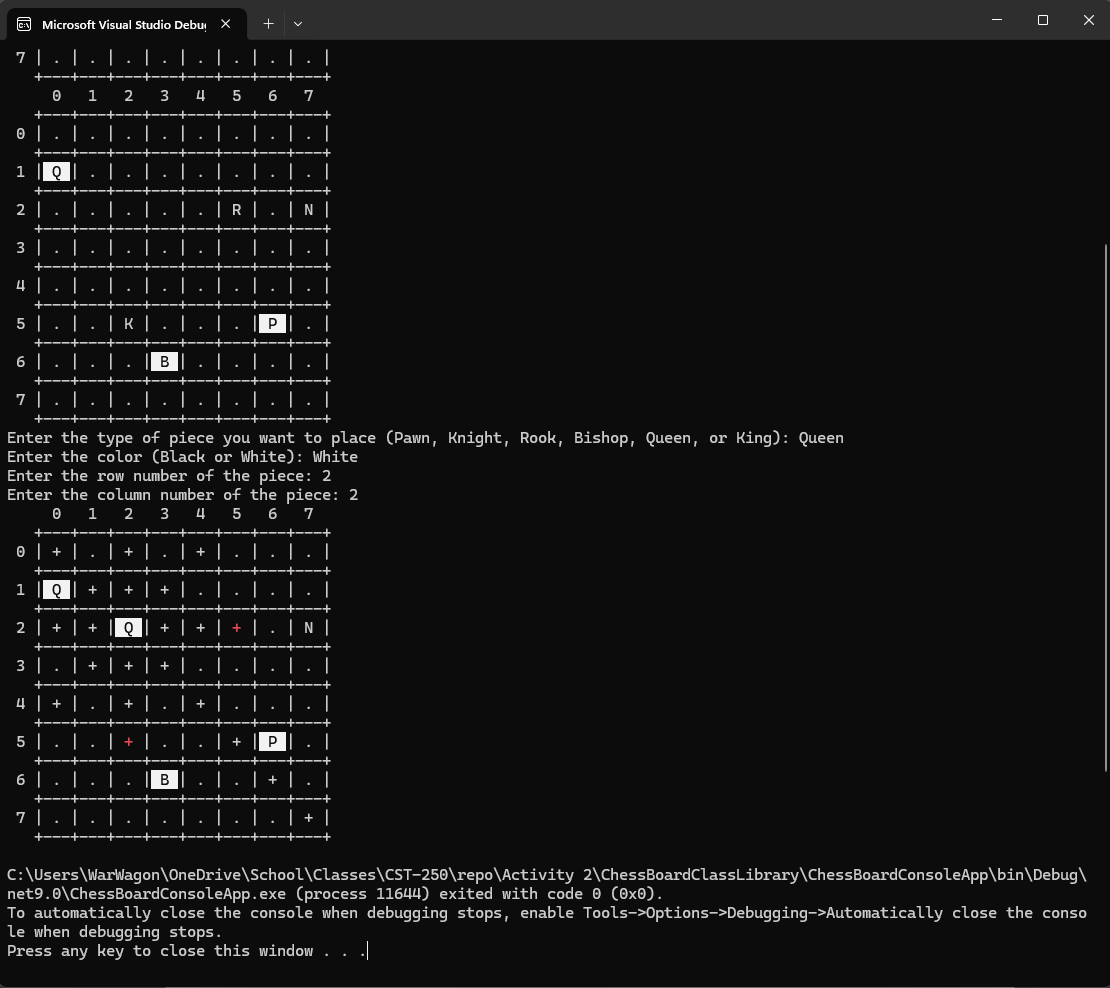 Microsoft Visual Studio Debug
7 | . | . | . | . | . | . | . | . |
+---+---+---+---+---+---+---+---+
0 1 2 3 4 5 6 7
+---+---+---+---+---+---+---+---+
0 | . | . | . | . | . | . | . | . |
+---+---+---+---+---+---+---+---+
1 | Q | . | . | . | . | . | . | . |
+---+---+---+---+---+---+---+---+
2 | . | . | . | . | . | R | . | N |
+---+---+---+---+---+---+---+---+
3 | . | . | . | . | . | . | . | . |
+---+---+---+---+---+---+---+---+
4 | . | . | . | . | . | . | . | . |
+---+---+---+---+---+---+---+---+
5 | . | . | K | . | . | . | P | . |
+---+---+---+---+---+---+---+---+
6 | . | . | . | B | . | . | . | . |
+---+---+---+---+---+---+---+---+
7 | . | . | . | . | . | . | . | . |
+---+---+---+---+---+---+---+---+
Enter the type of piece you want to place (Pawn, Knight, Rook, Bishop, Queen, or King): Queen
Enter the color (Black or White): White
Enter the row number of the piece: 2
Enter the column number of the piece: 2
0 1 2 3 4 5 6 7
+---+---+---+---+---+---+---+---+
0 | + | . | + | . | + | . | . | . |
+---+---+---+---+---+---+---+---+
1 | Q | + | + | + | . | . | . | . |
+---+---+---+---+---+---+---+---+
2 | + | + | Q | + | + | + | . | N |
+---+---+---+---+---+---+---+---+
3 | . | + | + | + | . | . | . | . |
+---+---+---+---+---+---+---+---+
4 | + | . | + | . | + | . | . | . |
+---+---+---+---+---+---+---+---+
5 | . | . | + | . | . | + | P | . |
+---+---+---+---+---+---+---+---+
6 | . | . | . | B | . | . | + | . |
+---+---+---+---+---+---+---+---+
7 | . | . | . | . | . | . | . | + |
+---+---+---+---+---+---+---+---+
C:\Users\WarWagon\OneDrive\School\Classes\CST-250\repo\Activity 2\ChessBoardClassLibrary\ChessBoardConsoleApp\bin\Debug\
net9.0\ChessBoardConsoleApp.exe (process 11644) exited with code 0 (0x0).
To automatically close the console when debugging stops, enable Tools->Options->Debugging->Automatically close the conso
le when debugging stops.
Press any key to close this window . . .